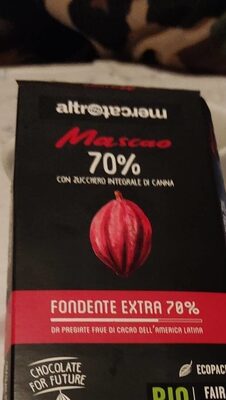 altromercato
Mascao
70%
CON ZUCCHERO INTEGRALE DI CANNA
FONDENTE EXTRA 70%
DA PREGIATE FAVE DI CACAO DELL'AMERICA LATINA
CHOCOLATE
FOR FUTURE
ECOPAC
BIO
FAIR